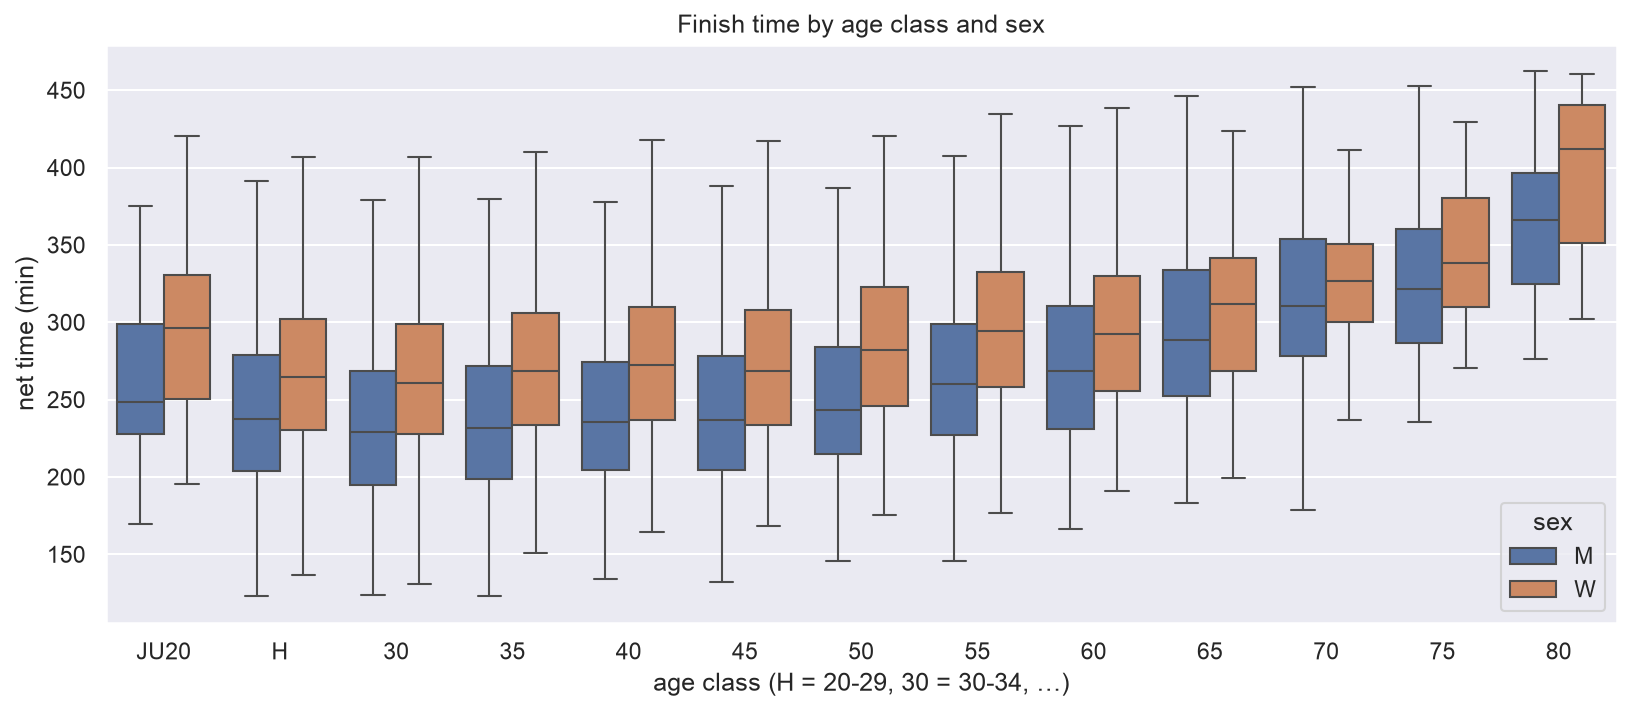 Finish time by age class and sex
net time (min)
450
400
350
300
250
200
150
sex
M
W
JU20 H 30 35 40 45 50 55 60 65 70 75 80
age class (H = 20-29, 30 = 30-34, …)